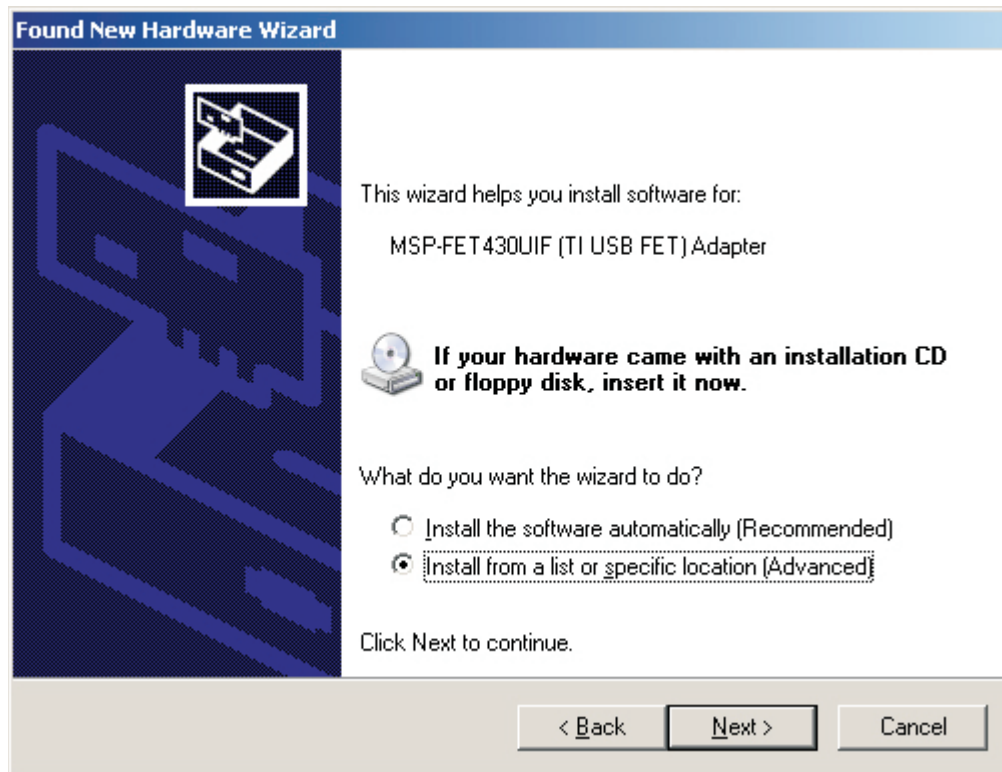 Found New Hardware Wizard
This wizard helps you install software for:
MSP-FET430UIF (TI USB FET) Adapter
If your hardware came with an installation CD
or floppy disk, insert it now.
What do you want the wizard to do?
Install the software automatically (Recommended)
Install from a list or specific location (Advanced)
Click Next to continue.
< Back Next > Cancel